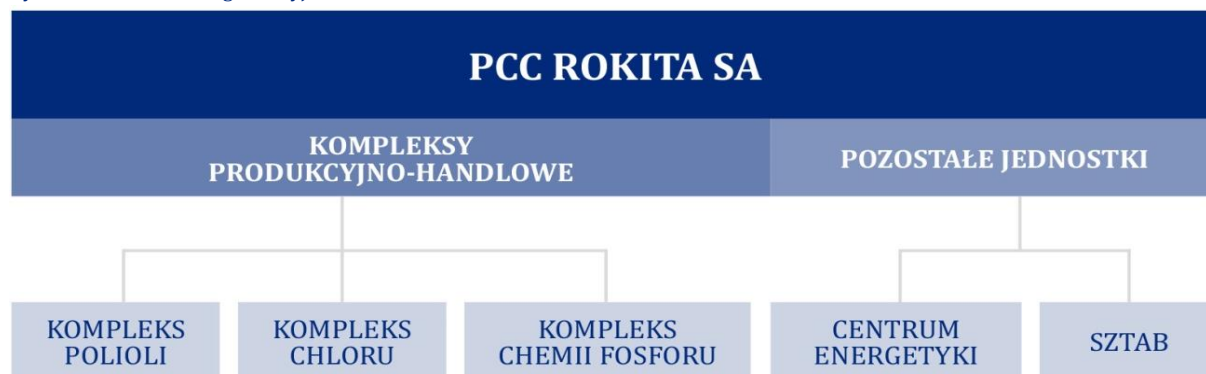 PCC ROKITA SA
KOMPLEKSY
PRODUKCYJNO-HANDLOWE
POZOSTAŁE JEDNOSTKI
KOMPLEKS
POLIOLI
KOMPLEKS
CHLORU
KOMPLEKS
CHEMII FOSFORU
CENTRUM
ENERGETYKI
SZTAB